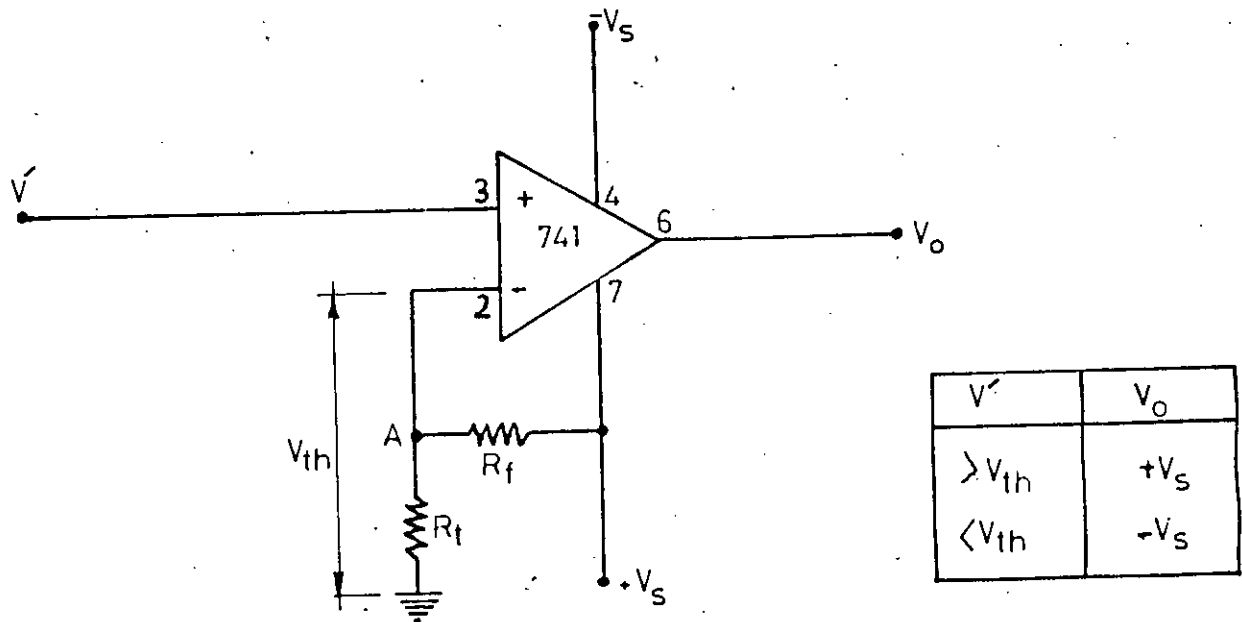 -Vs
V′
3
+
4
741
6
Vo
2
-
7
A
Rf
Vth
Rt
+Vs
V′ Vo
>Vth +Vs
<Vth -Vs